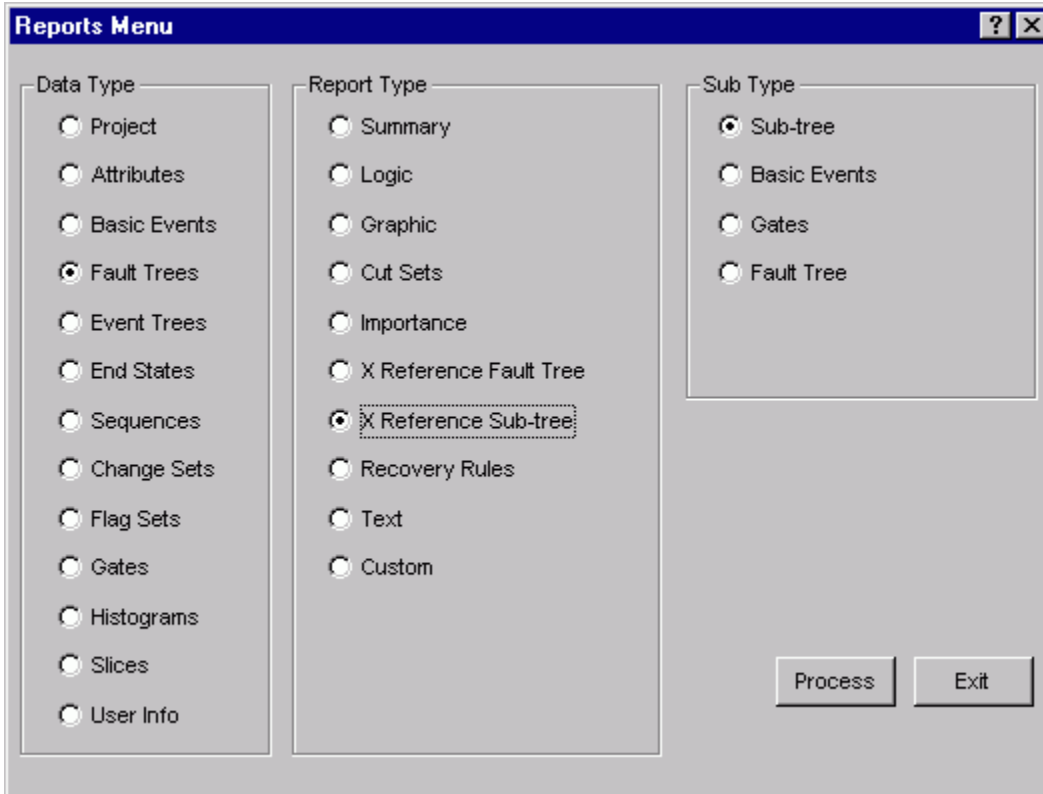 Reports Menu
Data Type
Project
Attributes
Basic Events
Fault Trees
Event Trees
End States
Sequences
Change Sets
Flag Sets
Gates
Histograms
Slices
User Info
Report Type
Summary
Logic
Graphic
Cut Sets
Importance
X Reference Fault Tree
X Reference Sub-tree
Recovery Rules
Text
Custom
Sub Type
Sub-tree
Basic Events
Gates
Fault Tree
Process
Exit